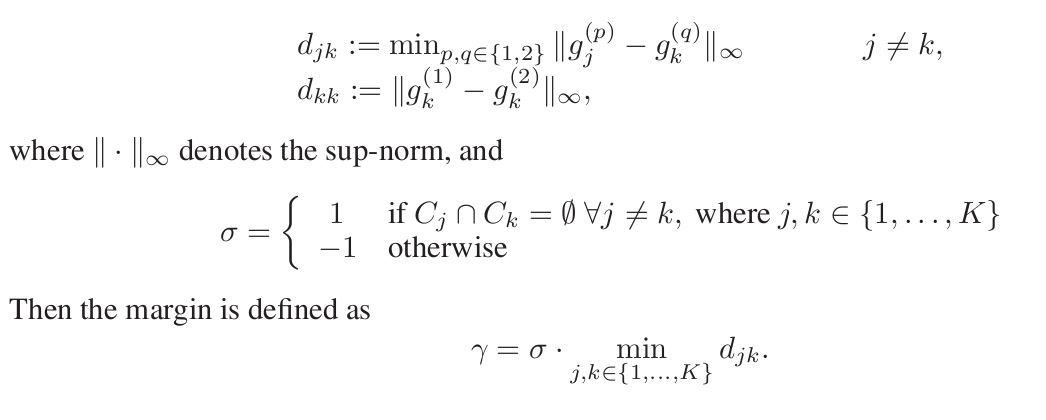 d_{jk} := min_{p,q∈{1,2}} ‖g_j^{(p)} − g_k^{(q)}‖_∞ j ≠ k,
d_{kk} := ‖g_k^{(1)} − g_k^{(2)}‖_∞,
where ‖ · ‖_∞ denotes the sup-norm, and
σ = { 1 if C_j ∩ C_k = ∅ ∀j ≠ k, where j, k ∈ {1, . . . , K}
−1 otherwise
Then the margin is defined as
γ = σ · min_{j,k∈{1,...,K}} d_{jk}.